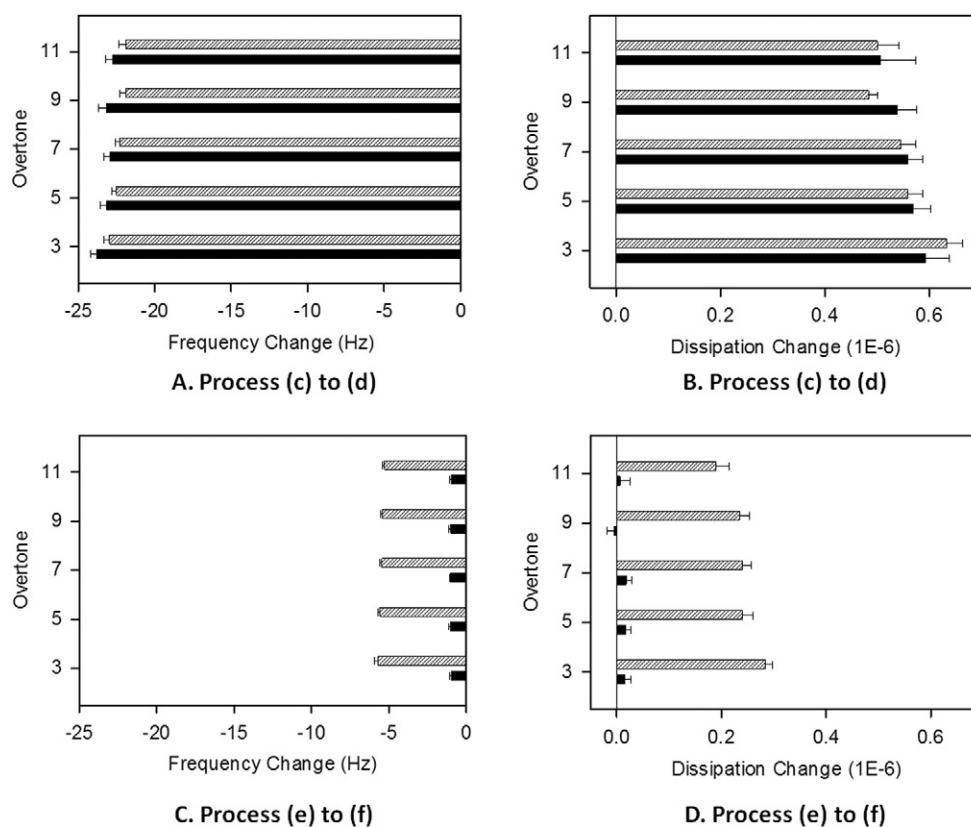 Overtone
11
9
7
5
3
-25 -20 -15 -10 -5 0
Frequency Change (Hz)
A. Process (c) to (d)
Overtone
11
9
7
5
3
0.0 0.2 0.4 0.6
Dissipation Change (1E-6)
B. Process (c) to (d)
Overtone
11
9
7
5
3
-25 -20 -15 -10 -5 0
Frequency Change (Hz)
C. Process (e) to (f)
Overtone
11
9
7
5
3
0.0 0.2 0.4 0.6
Dissipation Change (1E-6)
D. Process (e) to (f)